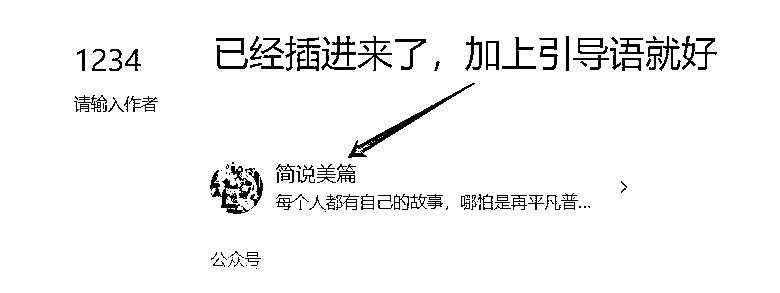 1234
已经插进来了，加上引导语就好
请输入作者
简说美篇
每个人都有自己的故事，哪怕是再平凡普...
公众号